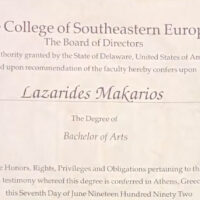 College of Southeastern Europ
The Board of Directors
thority granted by the State of Delaware, United States of Am
d upon recommendation of the faculty hereby confers upon
Lazarides Makarios
The Degree of
Bachelor of Arts
e Honors, Rights, Privileges and Obligations pertaining to th
testimony whereof this degree is conferred in Athens, Greec
this Seventh Day of June Nineteen Hundred Ninety Two